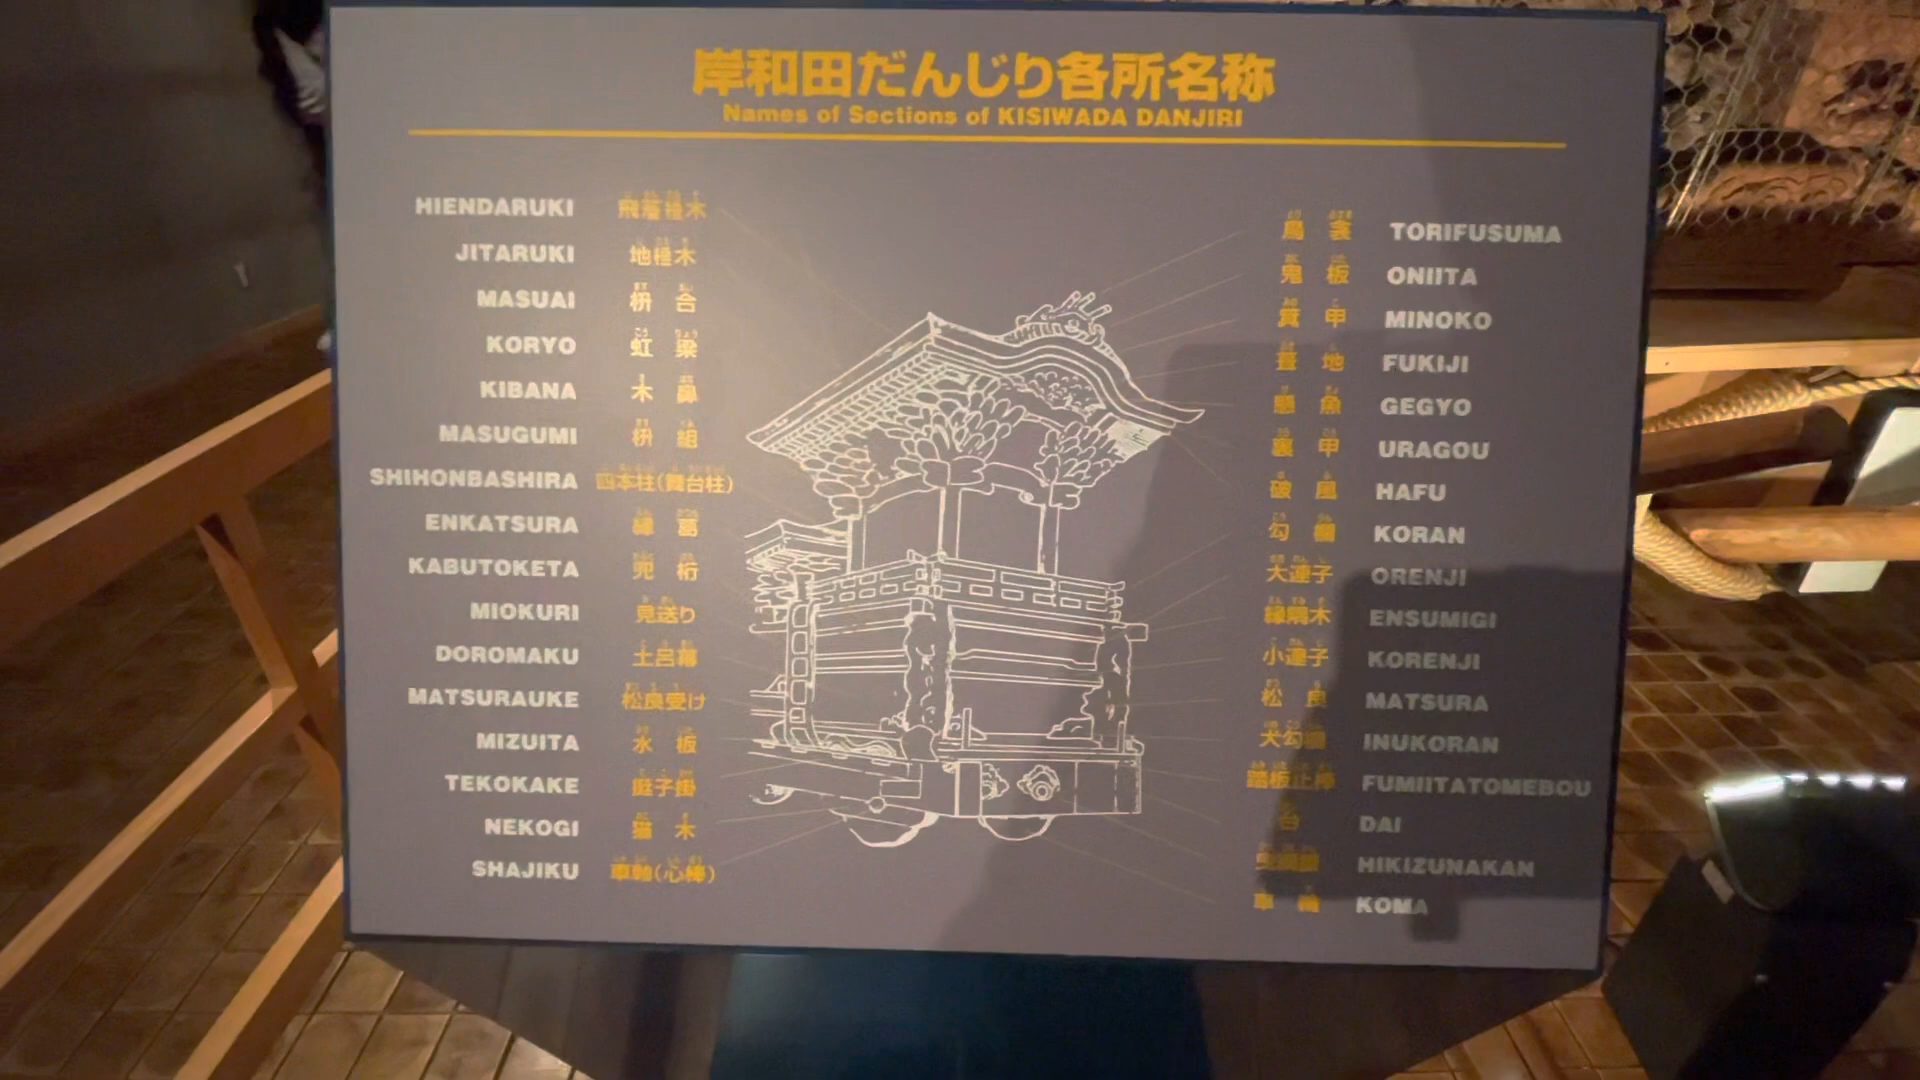 岸和田だんじり各所名称
Names of Sections of KISIWADA DANJIRI
HIENDARUKI 飛簷棰木
JITARUKI 地棰木
MASUAI 枡合
KORYO 虹梁
KIBANA 木鼻
MASUGUMI 枡組
SHIHONBASHIRA 四本柱(舞台柱)
ENKATSURA 縁葛
KABUTOKETA 兜桁
MIOKURI 見送り
DOROMAKU 土呂幕
MATSURAUKE 松良受け
MIZUITA 水板
TEKOKAKE 梃子掛
NEKOGI 猫木
SHAJIKU 車軸(心棒)
鳥衾 TORIFUSUMA
鬼板 ONIITA
箕甲 MINOKO
葺地 FUKIJI
懸魚 GEGYO
裏甲 URAGOU
破風 HAFU
勾欄 KORAN
大連子 ORENJI
縁隅木 ENSUMIGI
小連子 KORENJI
松良 MATSURA
犬勾欄 INUKORAN
踏板止棒 FUMIITATOMEBOU
台 DAI
HIKIZUNAKAN
KOMA